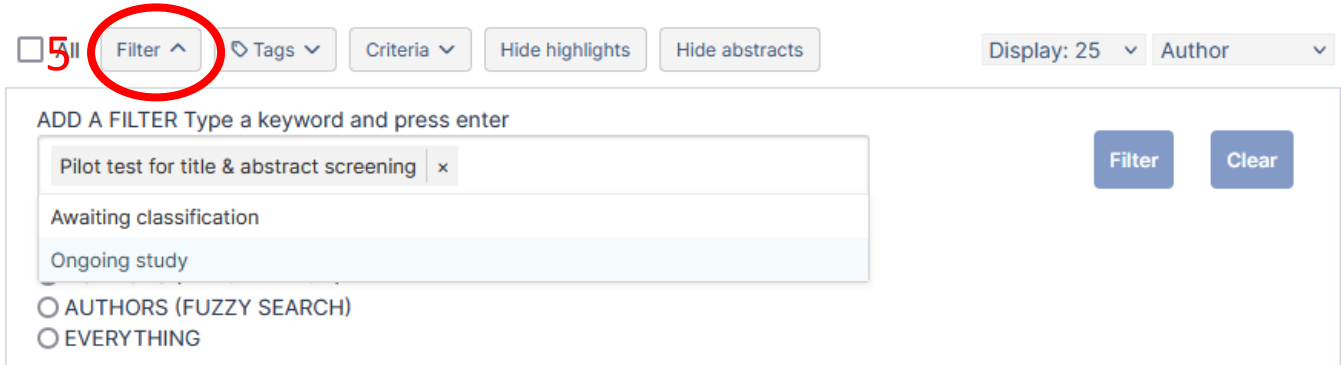 All 5 Filter Tags Criteria Hide highlights Hide abstracts Display: 25 Author
ADD A FILTER Type a keyword and press enter
Pilot test for title & abstract screening × Filter Clear
Awaiting classification
Ongoing study
AUTHORS (FUZZY SEARCH)
EVERYTHING